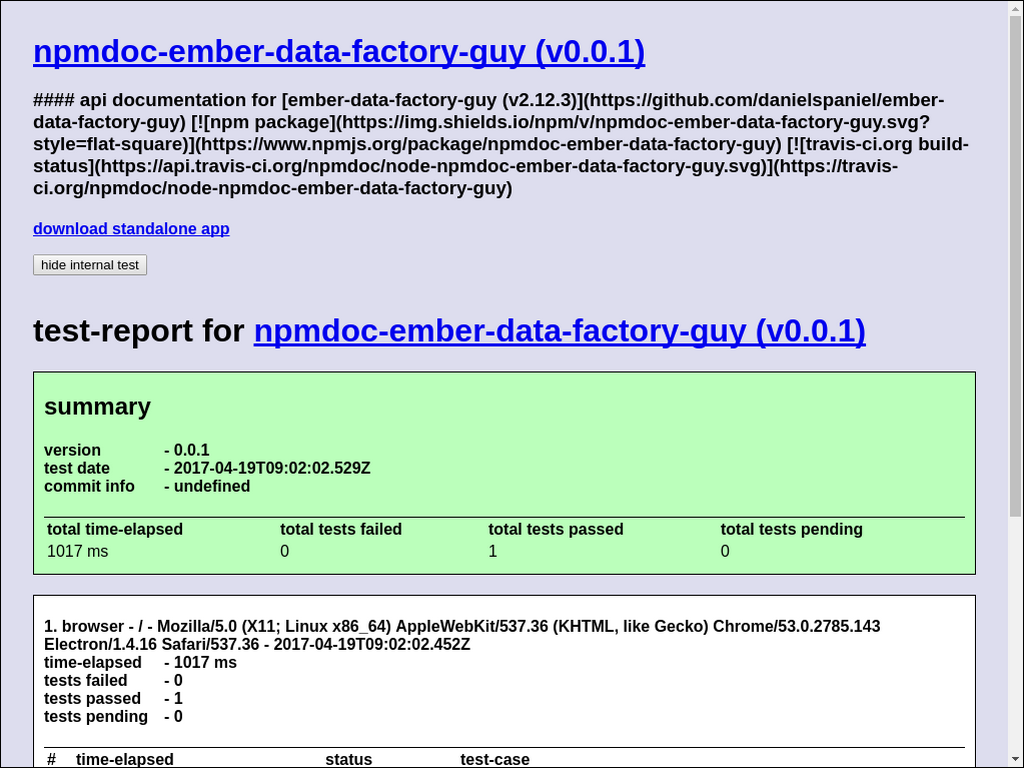 npmdoc-ember-data-factory-guy (v0.0.1)
#### api documentation for [ember-data-factory-guy (v2.12.3)](https://github.com/danielspaniel/ember-
data-factory-guy) [![npm package](https://img.shields.io/npm/v/npmdoc-ember-data-factory-guy.svg?
style=flat-square)](https://www.npmjs.org/package/npmdoc-ember-data-factory-guy) [![travis-ci.org build-
status](https://api.travis-ci.org/npmdoc/node-npmdoc-ember-data-factory-guy.svg)](https://travis-
ci.org/npmdoc/node-npmdoc-ember-data-factory-guy)
download standalone app
hide internal test
test-report for npmdoc-ember-data-factory-guy (v0.0.1)
summary
version - 0.0.1
test date - 2017-04-19T09:02:02.529Z
commit info - undefined
total time-elapsed total tests failed total tests passed total tests pending
1017 ms 0 1 0
1. browser - / - Mozilla/5.0 (X11; Linux x86_64) AppleWebKit/537.36 (KHTML, like Gecko) Chrome/53.0.2785.143
Electron/1.4.16 Safari/537.36 - 2017-04-19T09:02:02.452Z
time-elapsed - 1017 ms
tests failed - 0
tests passed - 1
tests pending - 0
# time-elapsed status test-case